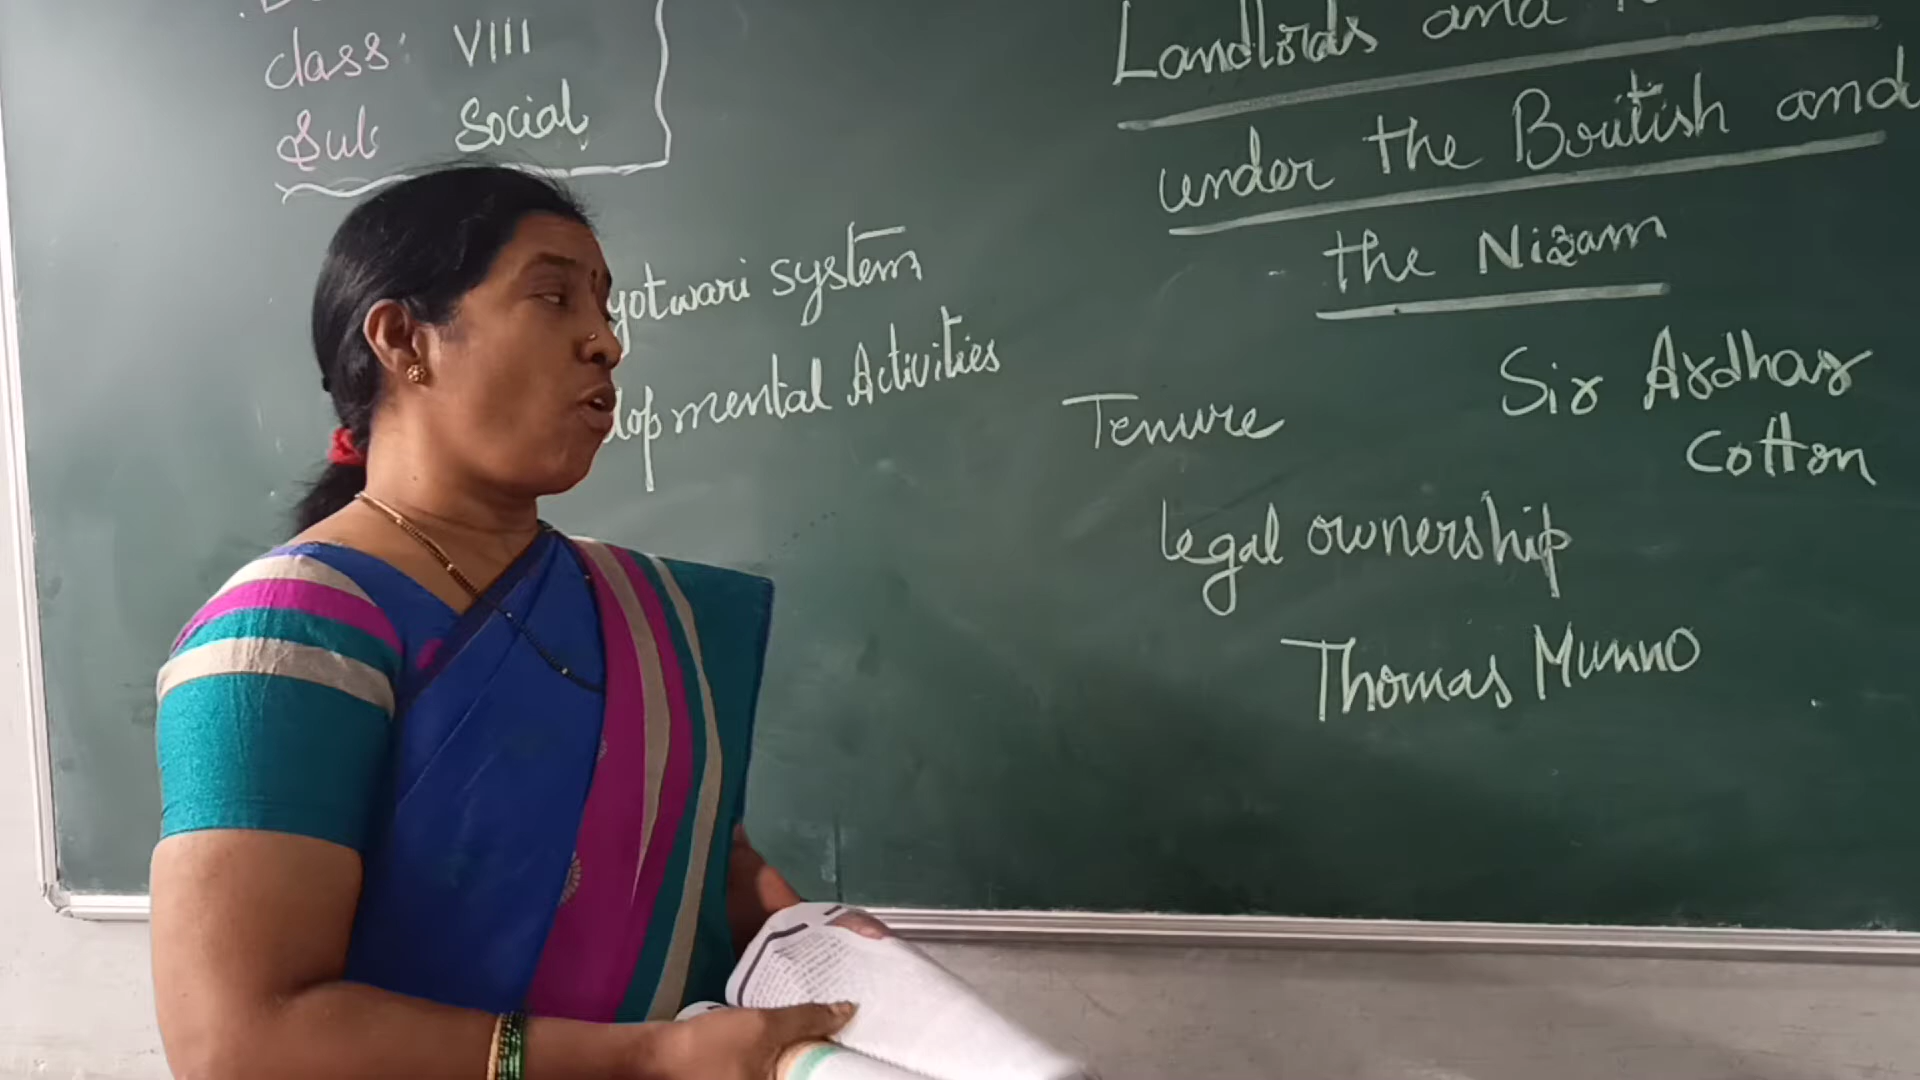 class: VIII
Sub Social
Landlords and
under the British and
the Nizam
yotwari system
lopmental Activities
Tenure
Sir Ardhar
Cotton
legal ownership
Thomas Munno